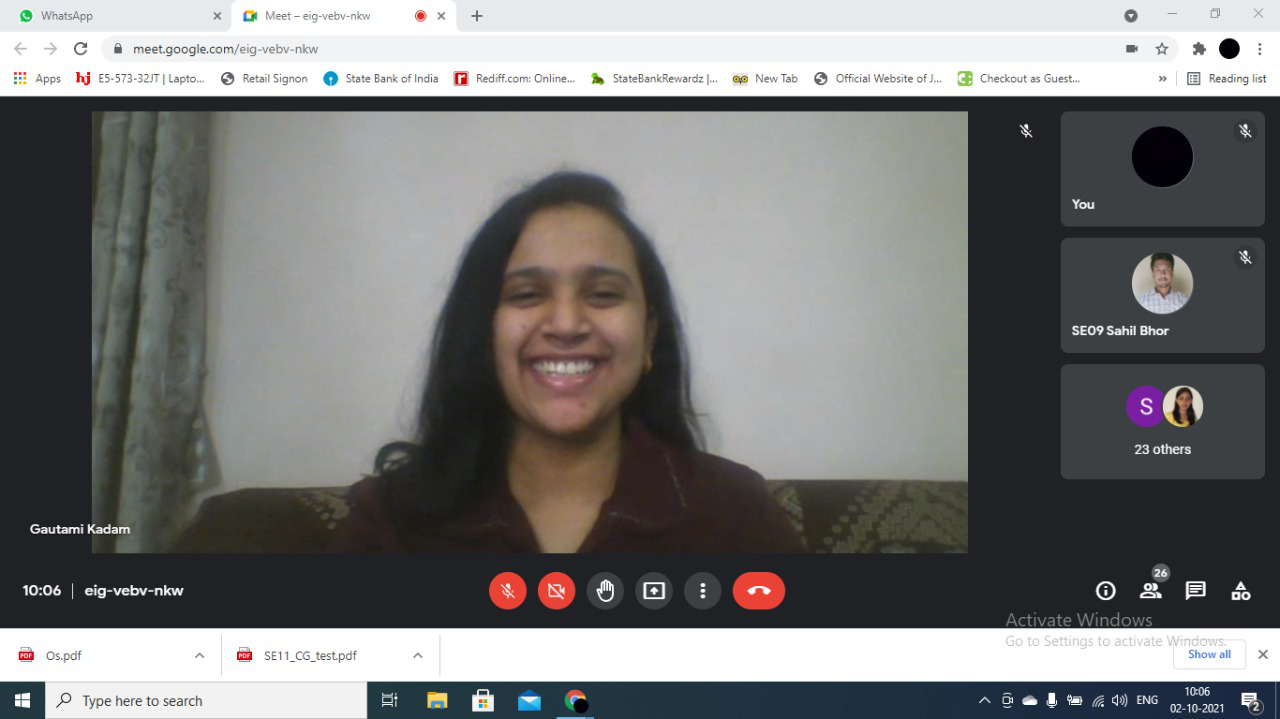 WhatsApp
Meet – eig-vebv-nkw
meet.google.com/eig-vebv-nkw
Apps
hj E5-573-32JT | Lapto...
Retail Signon
State Bank of India
Rediff.com: Online...
StateBankRewardz |...
New Tab
Official Website of J...
Checkout as Guest...
»
Reading list
You
SE09 Sahil Bhor
S
23 others
Gautami Kadam
10:06 | eig-vebv-nkw
26
Activate Windows
Go to Settings to activate Windows.
PDF Os.pdf
PDF SE11_CG_test.pdf
Show all
Type here to search
ENG
10:06
02-10-2021
2